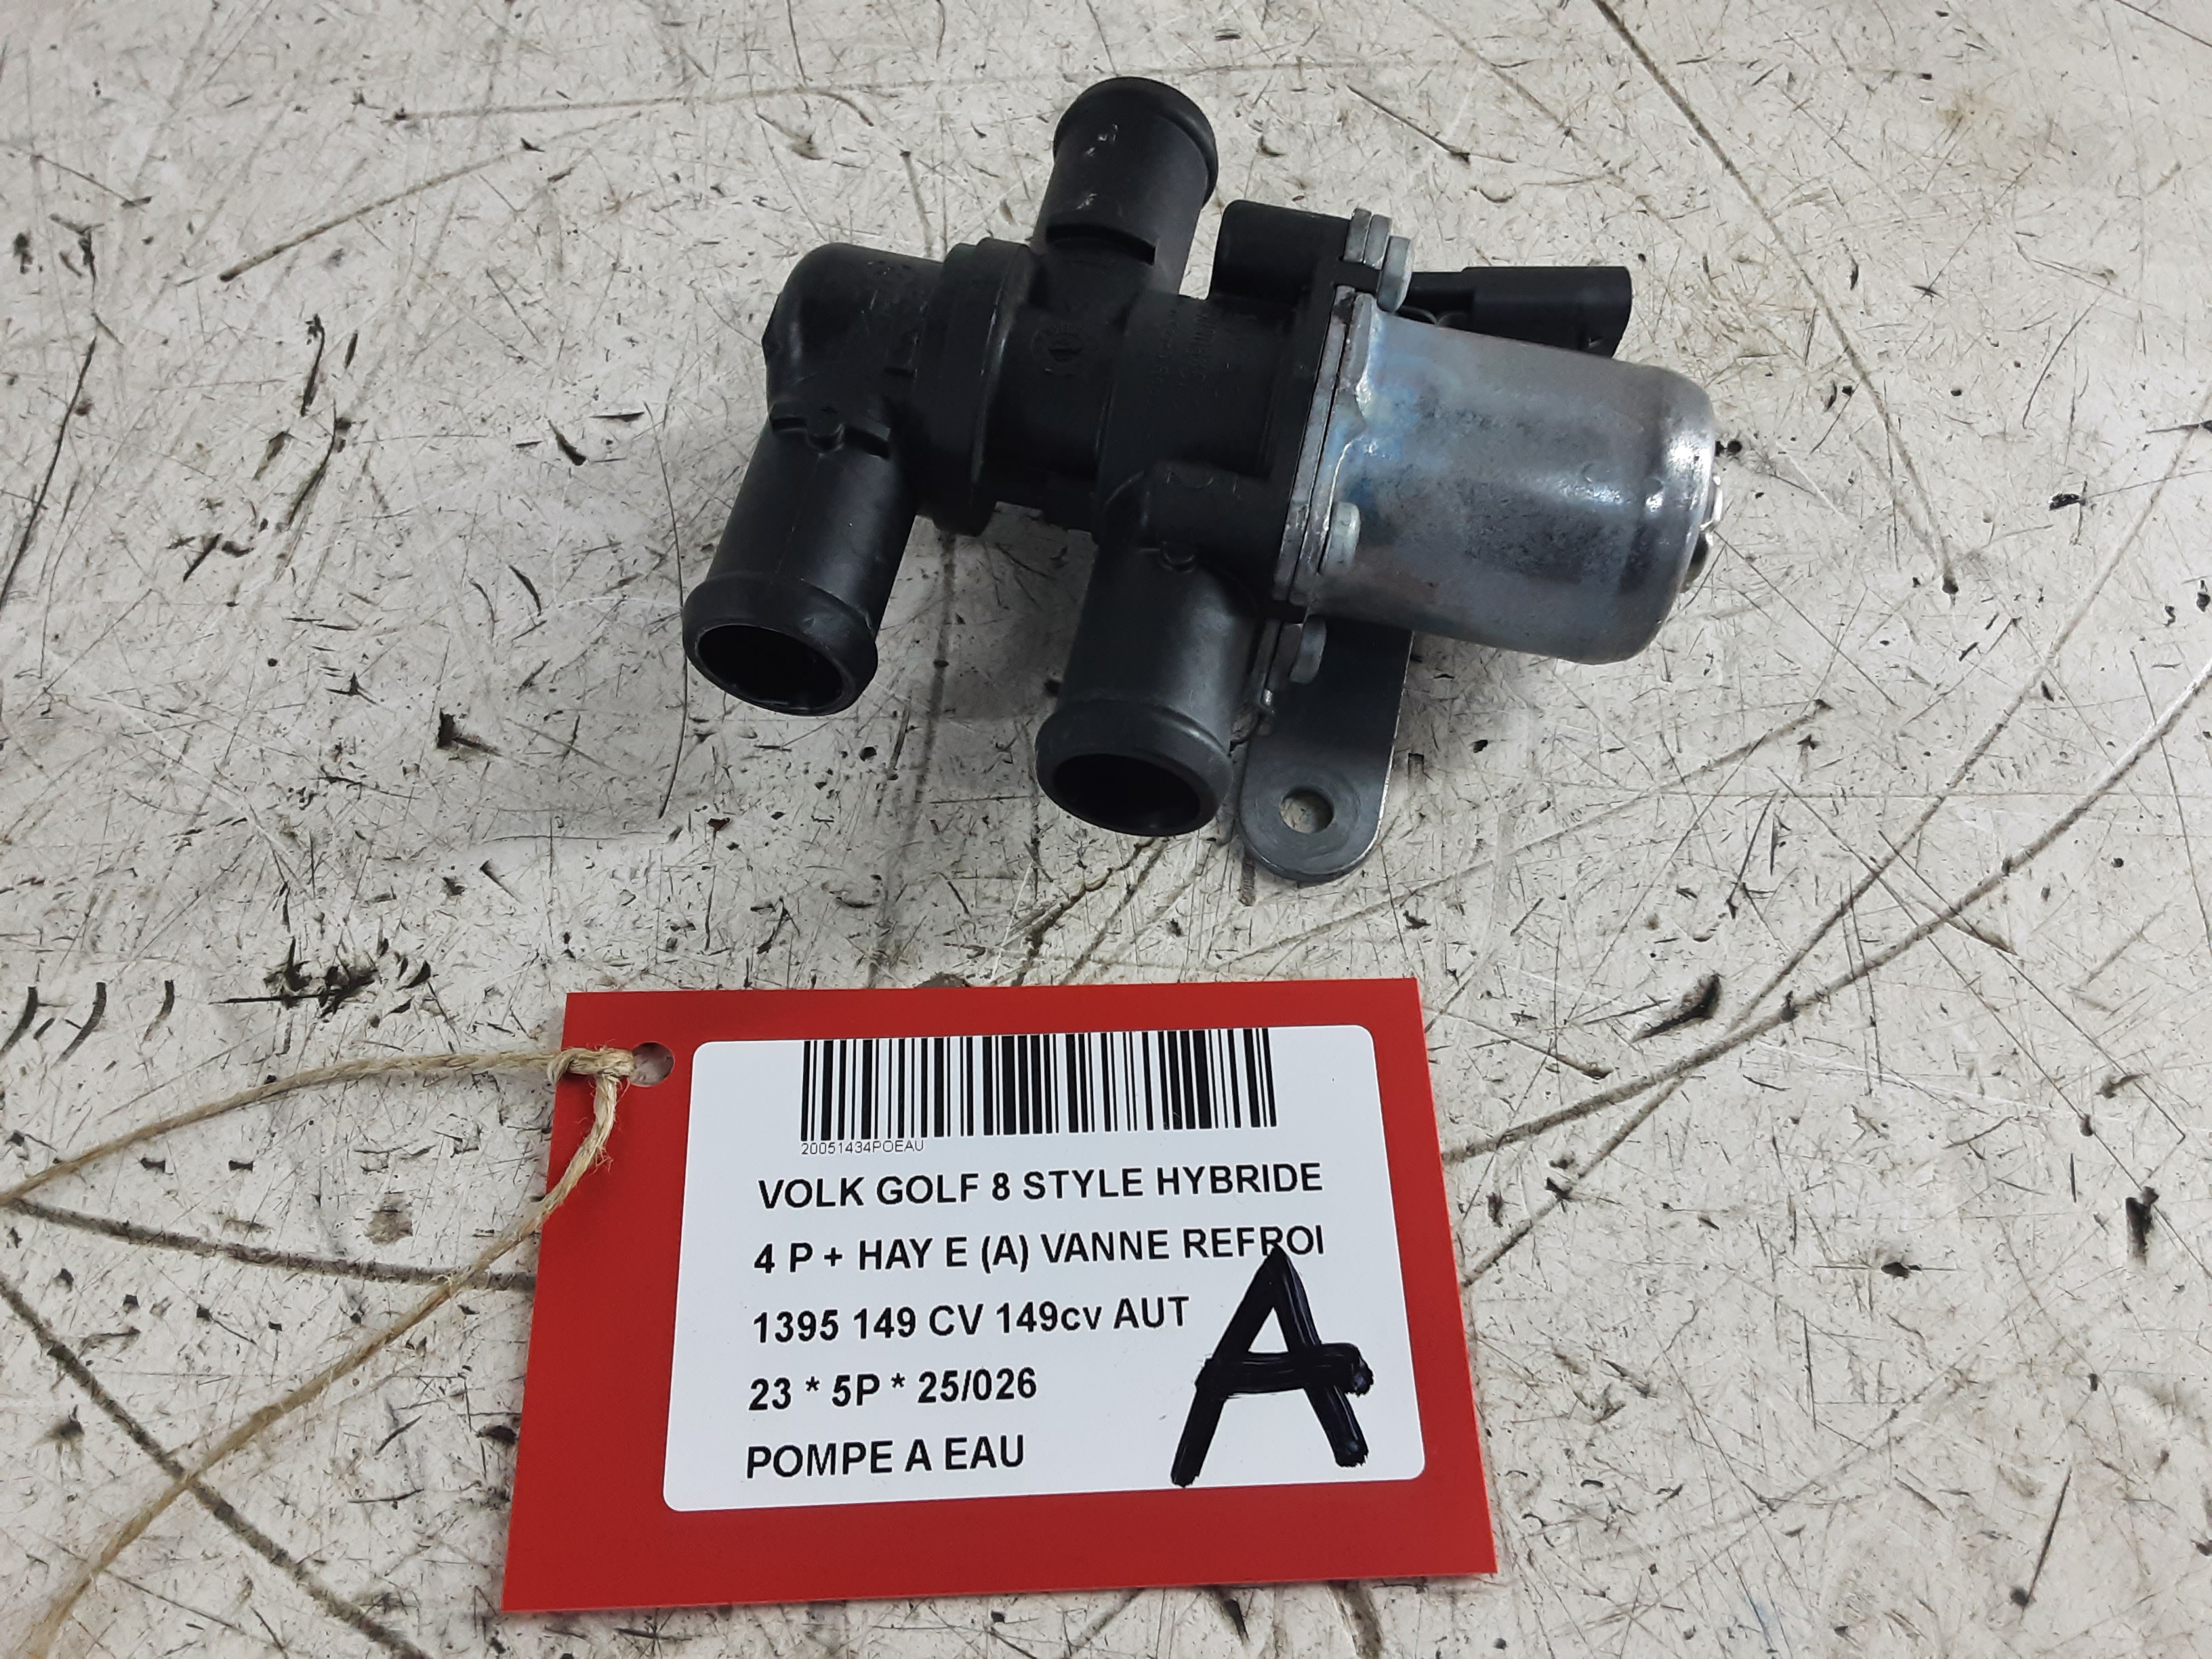 20051434POEAU
VOLK GOLF 8 STYLE HYBRIDE
4 P + HAY E (A) VANNE REFROI
1395 149 CV 149cv AUT
23 * 5P * 25/026
POMPE A EAU
A